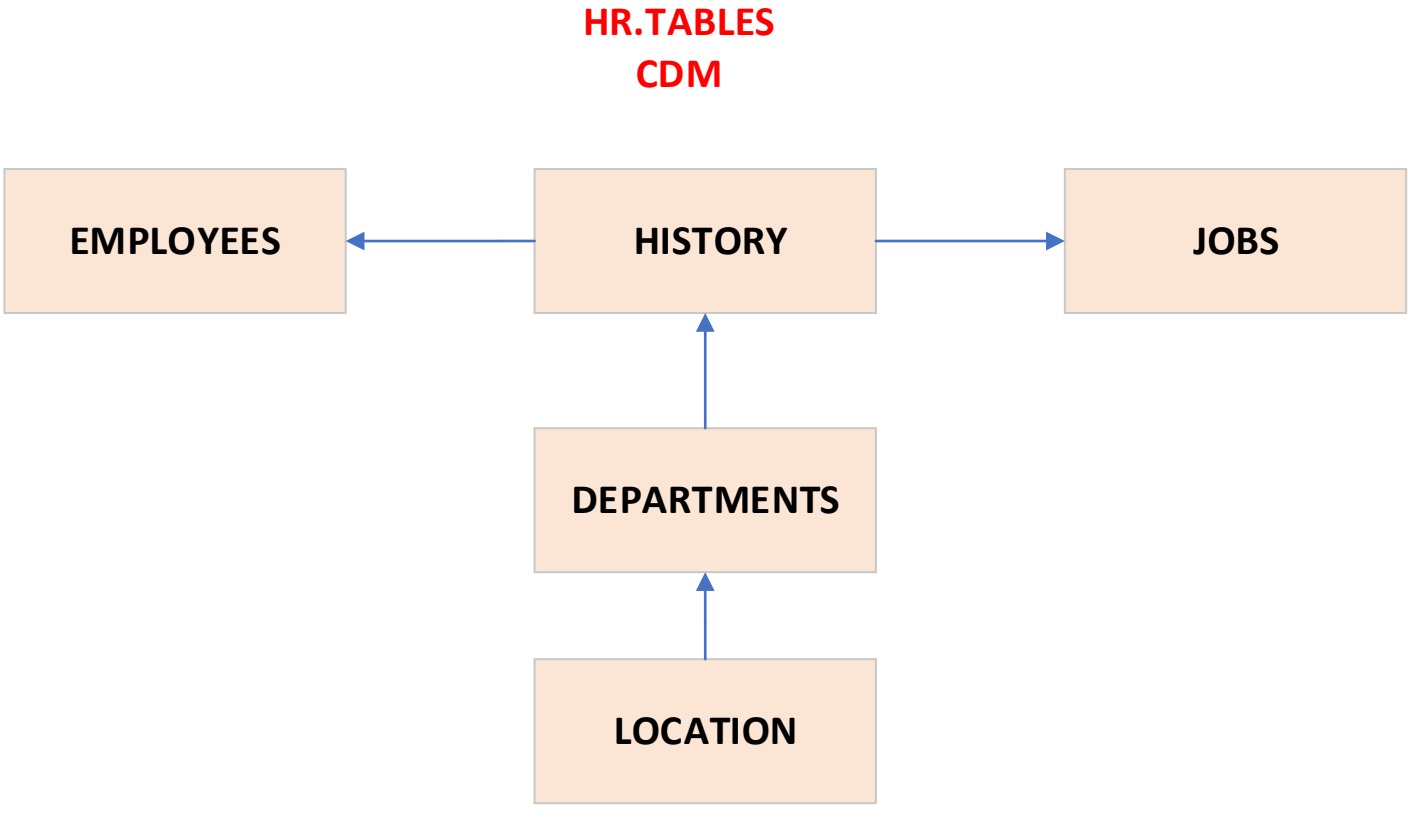 HR.TABLES
CDM
EMPLOYEES
HISTORY
JOBS
DEPARTMENTS
LOCATION